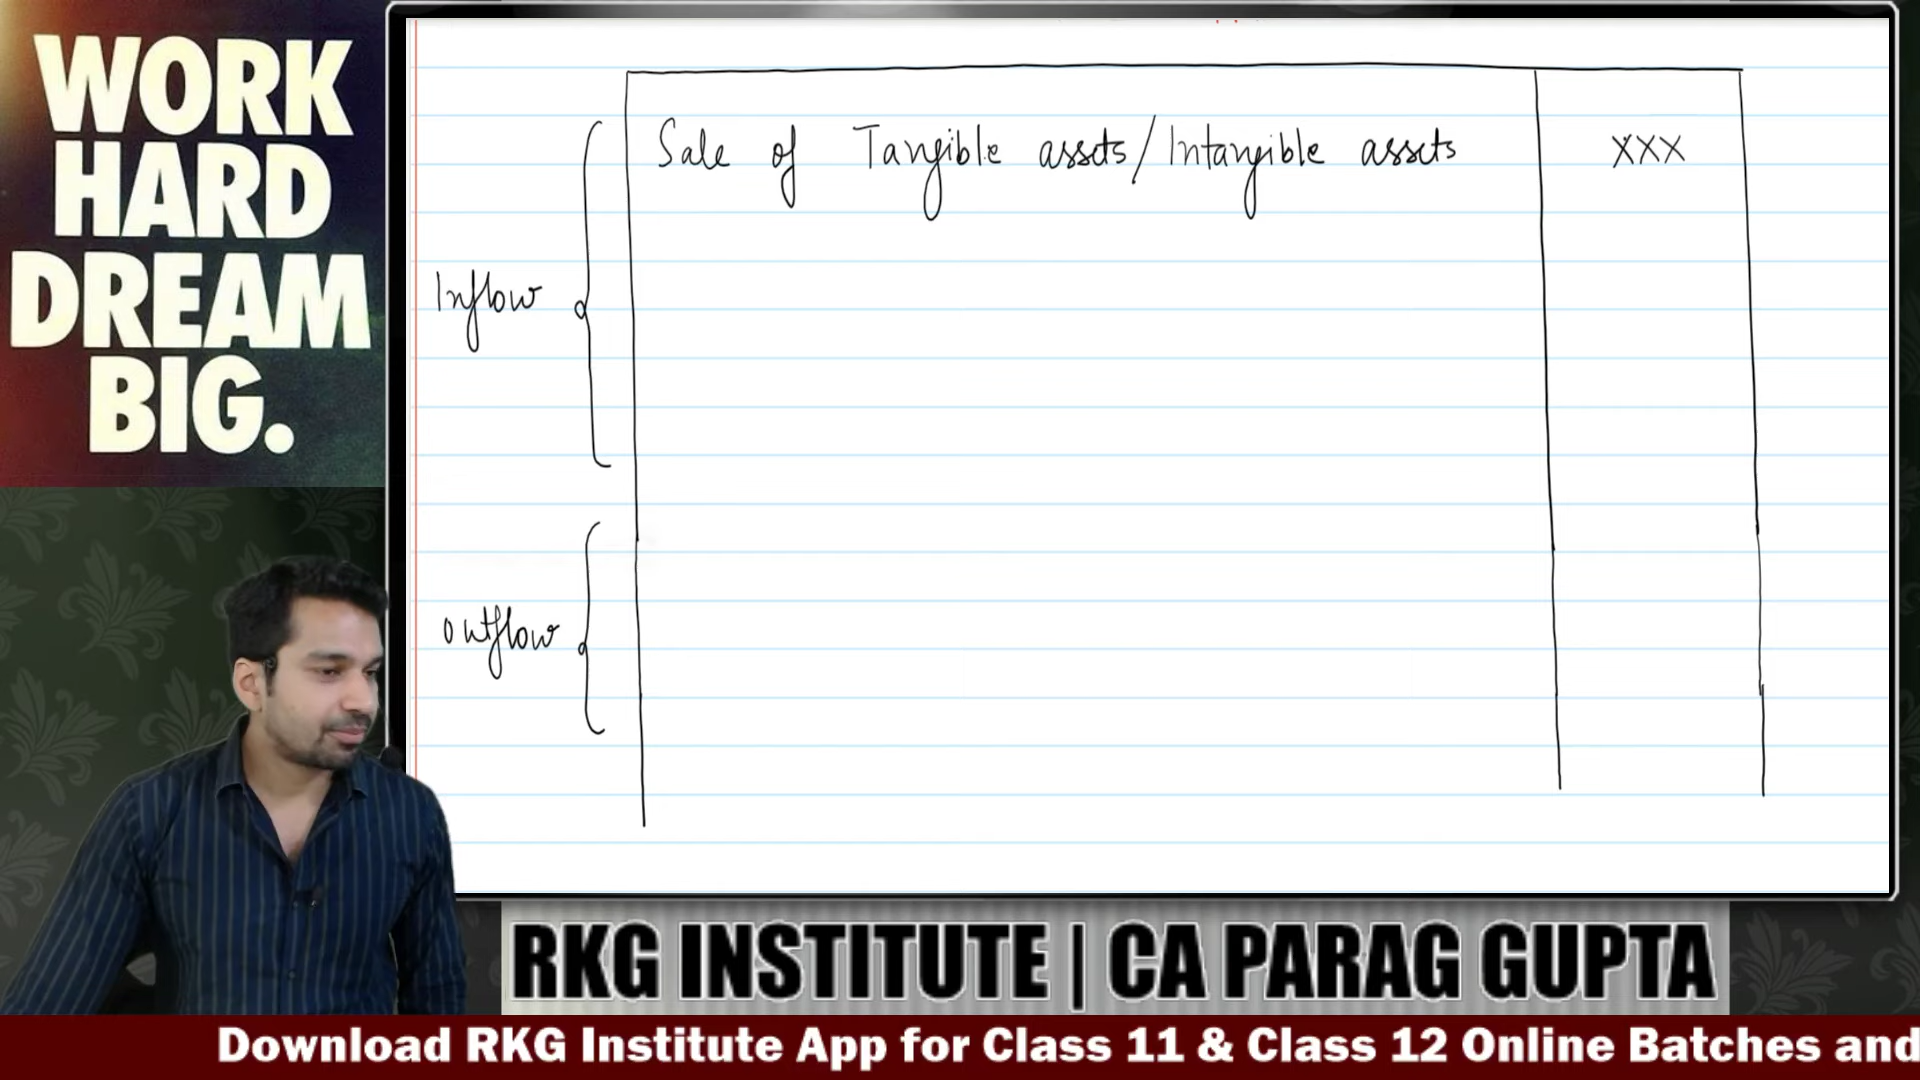 WORK
HARD
DREAM
BIG.
Sale of Tangible assets/Intangible assets XXX
Inflow
outflow
RKG INSTITUTE | CA PARAG GUPTA
Download RKG Institute App for Class 11 & Class 12 Online Batches and